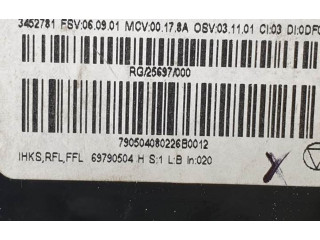 3452781 FSV:06.09.01 MCV:00.17.8A OSV:03.11.01 CI:03 DI:0DF0
RG/25697/000
790504080226B0012
IHKS,RFL,FFL 69790504 H S:1 L:B in:020